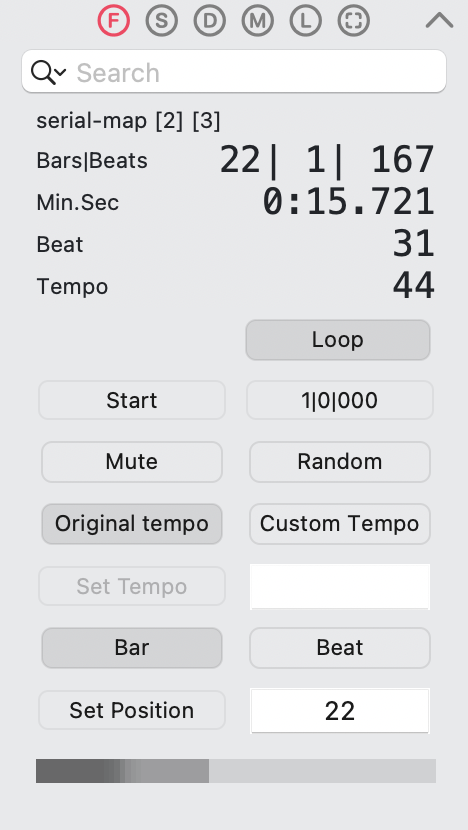 F S D M L
Search
serial-map [2] [3]
Bars|Beats 22| 1| 167
Min.Sec 0:15.721
Beat 31
Tempo 44
Loop
Start 1|0|000
Mute Random
Original tempo Custom Tempo
Set Tempo
Bar Beat
Set Position 22